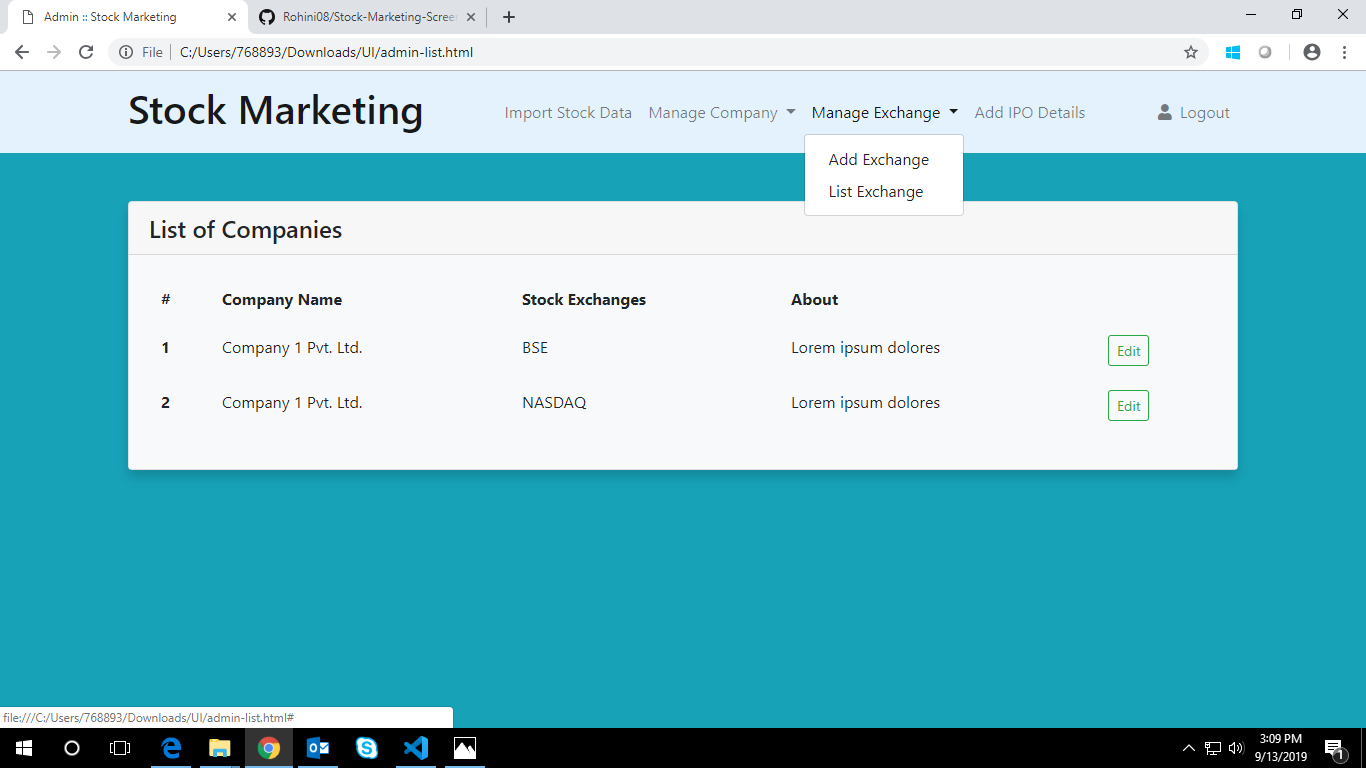 Admin :: Stock Marketing
Rohini08/Stock-Marketing-Screen
File
C:/Users/768893/Downloads/UI/admin-list.html
Stock Marketing
Import Stock Data
Manage Company
Manage Exchange
Add IPO Details
Logout
Add Exchange
List Exchange
List of Companies
# Company Name Stock Exchanges About
1 Company 1 Pvt. Ltd. BSE Lorem ipsum dolores Edit
2 Company 1 Pvt. Ltd. NASDAQ Lorem ipsum dolores Edit
file:///C:/Users/768893/Downloads/UI/admin-list.html#
3:09 PM
9/13/2019
1